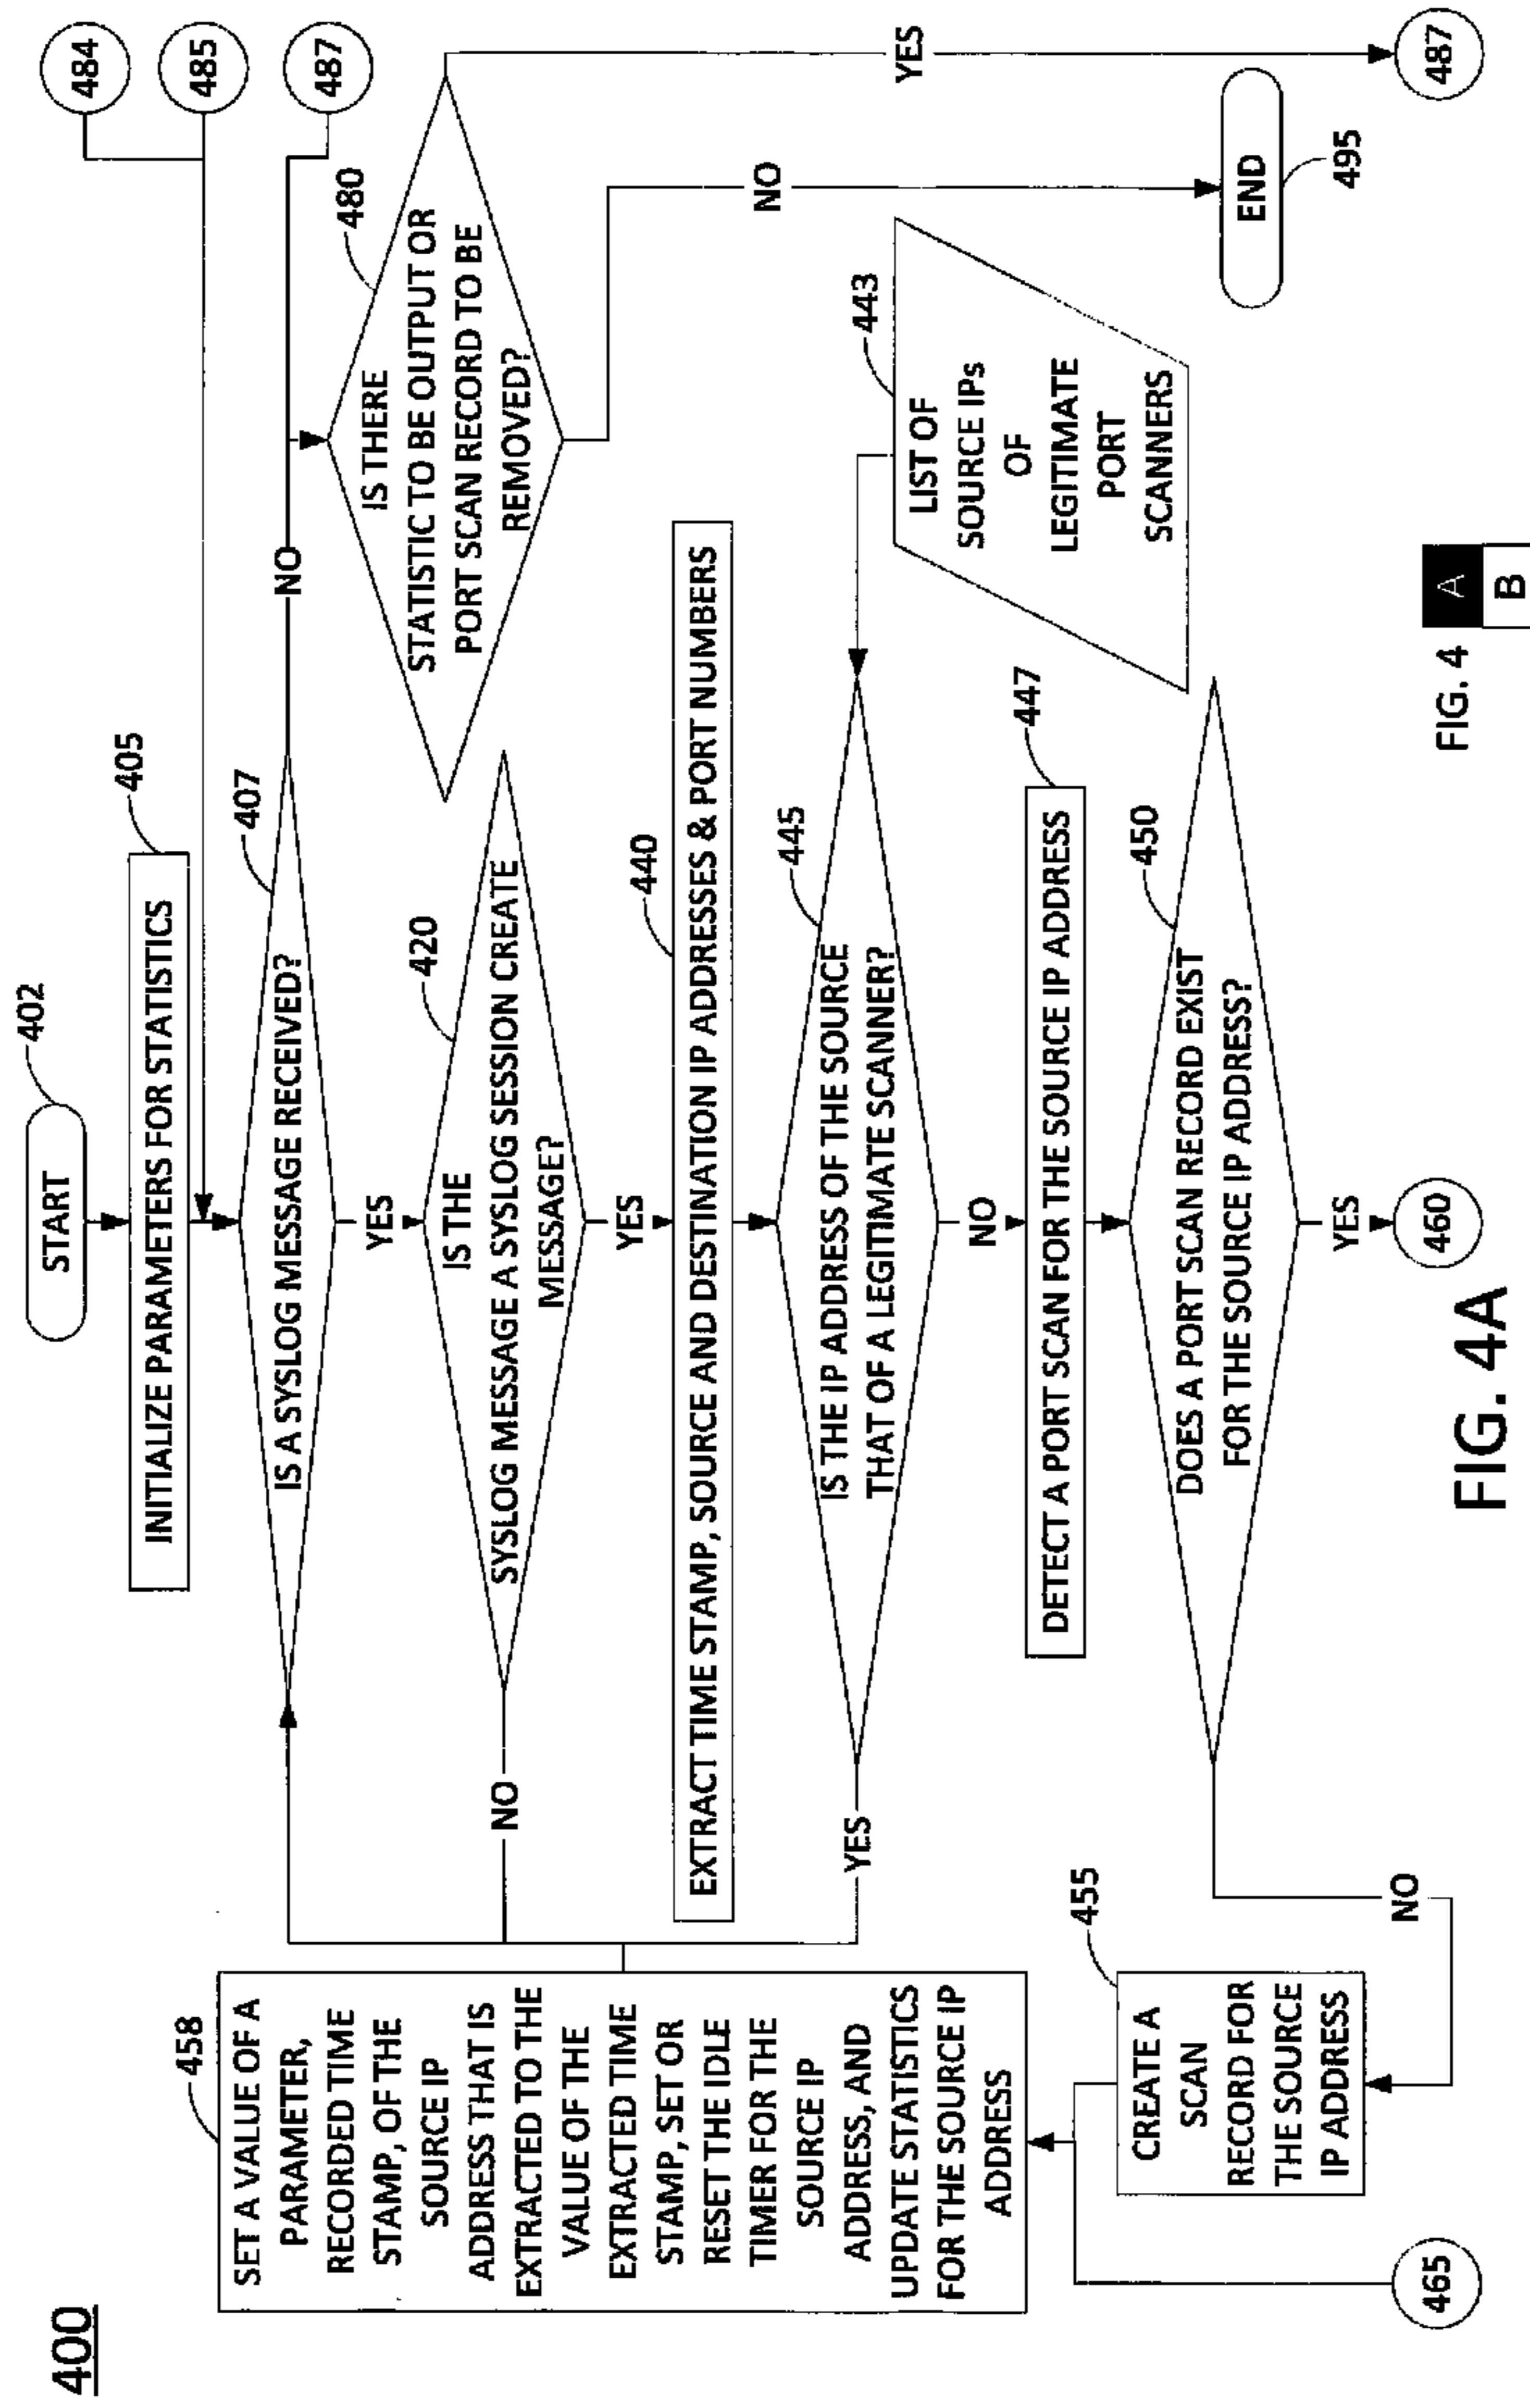 400
START
402
484
485
487
INITIALIZE PARAMETERS FOR STATISTICS
405
IS A SYSLOG MESSAGE RECEIVED?
407
NO
YES
IS THERE
STATISTIC TO BE OUTPUT OR
PORT SCAN RECORD TO BE
REMOVED?
480
YES
487
NO
END
495
IS THE
SYSLOG MESSAGE A SYSLOG SESSION CREATE
MESSAGE?
420
NO
YES
EXTRACT TIME STAMP, SOURCE AND DESTINATION IP ADDRESSES & PORT NUMBERS
440
IS THE IP ADDRESS OF THE SOURCE
THAT OF A LEGITIMATE SCANNER?
445
YES
NO
LIST OF
SOURCE IPs
OF
LEGITIMATE
PORT
SCANNERS
443
DETECT A PORT SCAN FOR THE SOURCE IP ADDRESS
447
DOES A PORT SCAN RECORD EXIST
FOR THE SOURCE IP ADDRESS?
450
NO
YES
460
SET A VALUE OF A
PARAMETER,
RECORDED TIME
STAMP, OF THE
SOURCE IP
ADDRESS THAT IS
EXTRACTED TO THE
VALUE OF THE
EXTRACTED TIME
STAMP, SET OR
RESET THE IDLE
TIMER FOR THE
SOURCE IP
ADDRESS, AND
UPDATE STATISTICS
FOR THE SOURCE IP
ADDRESS
458
CREATE A
SCAN
RECORD FOR
THE SOURCE
IP ADDRESS
455
465
FIG. 4A
FIG. 4
A
B